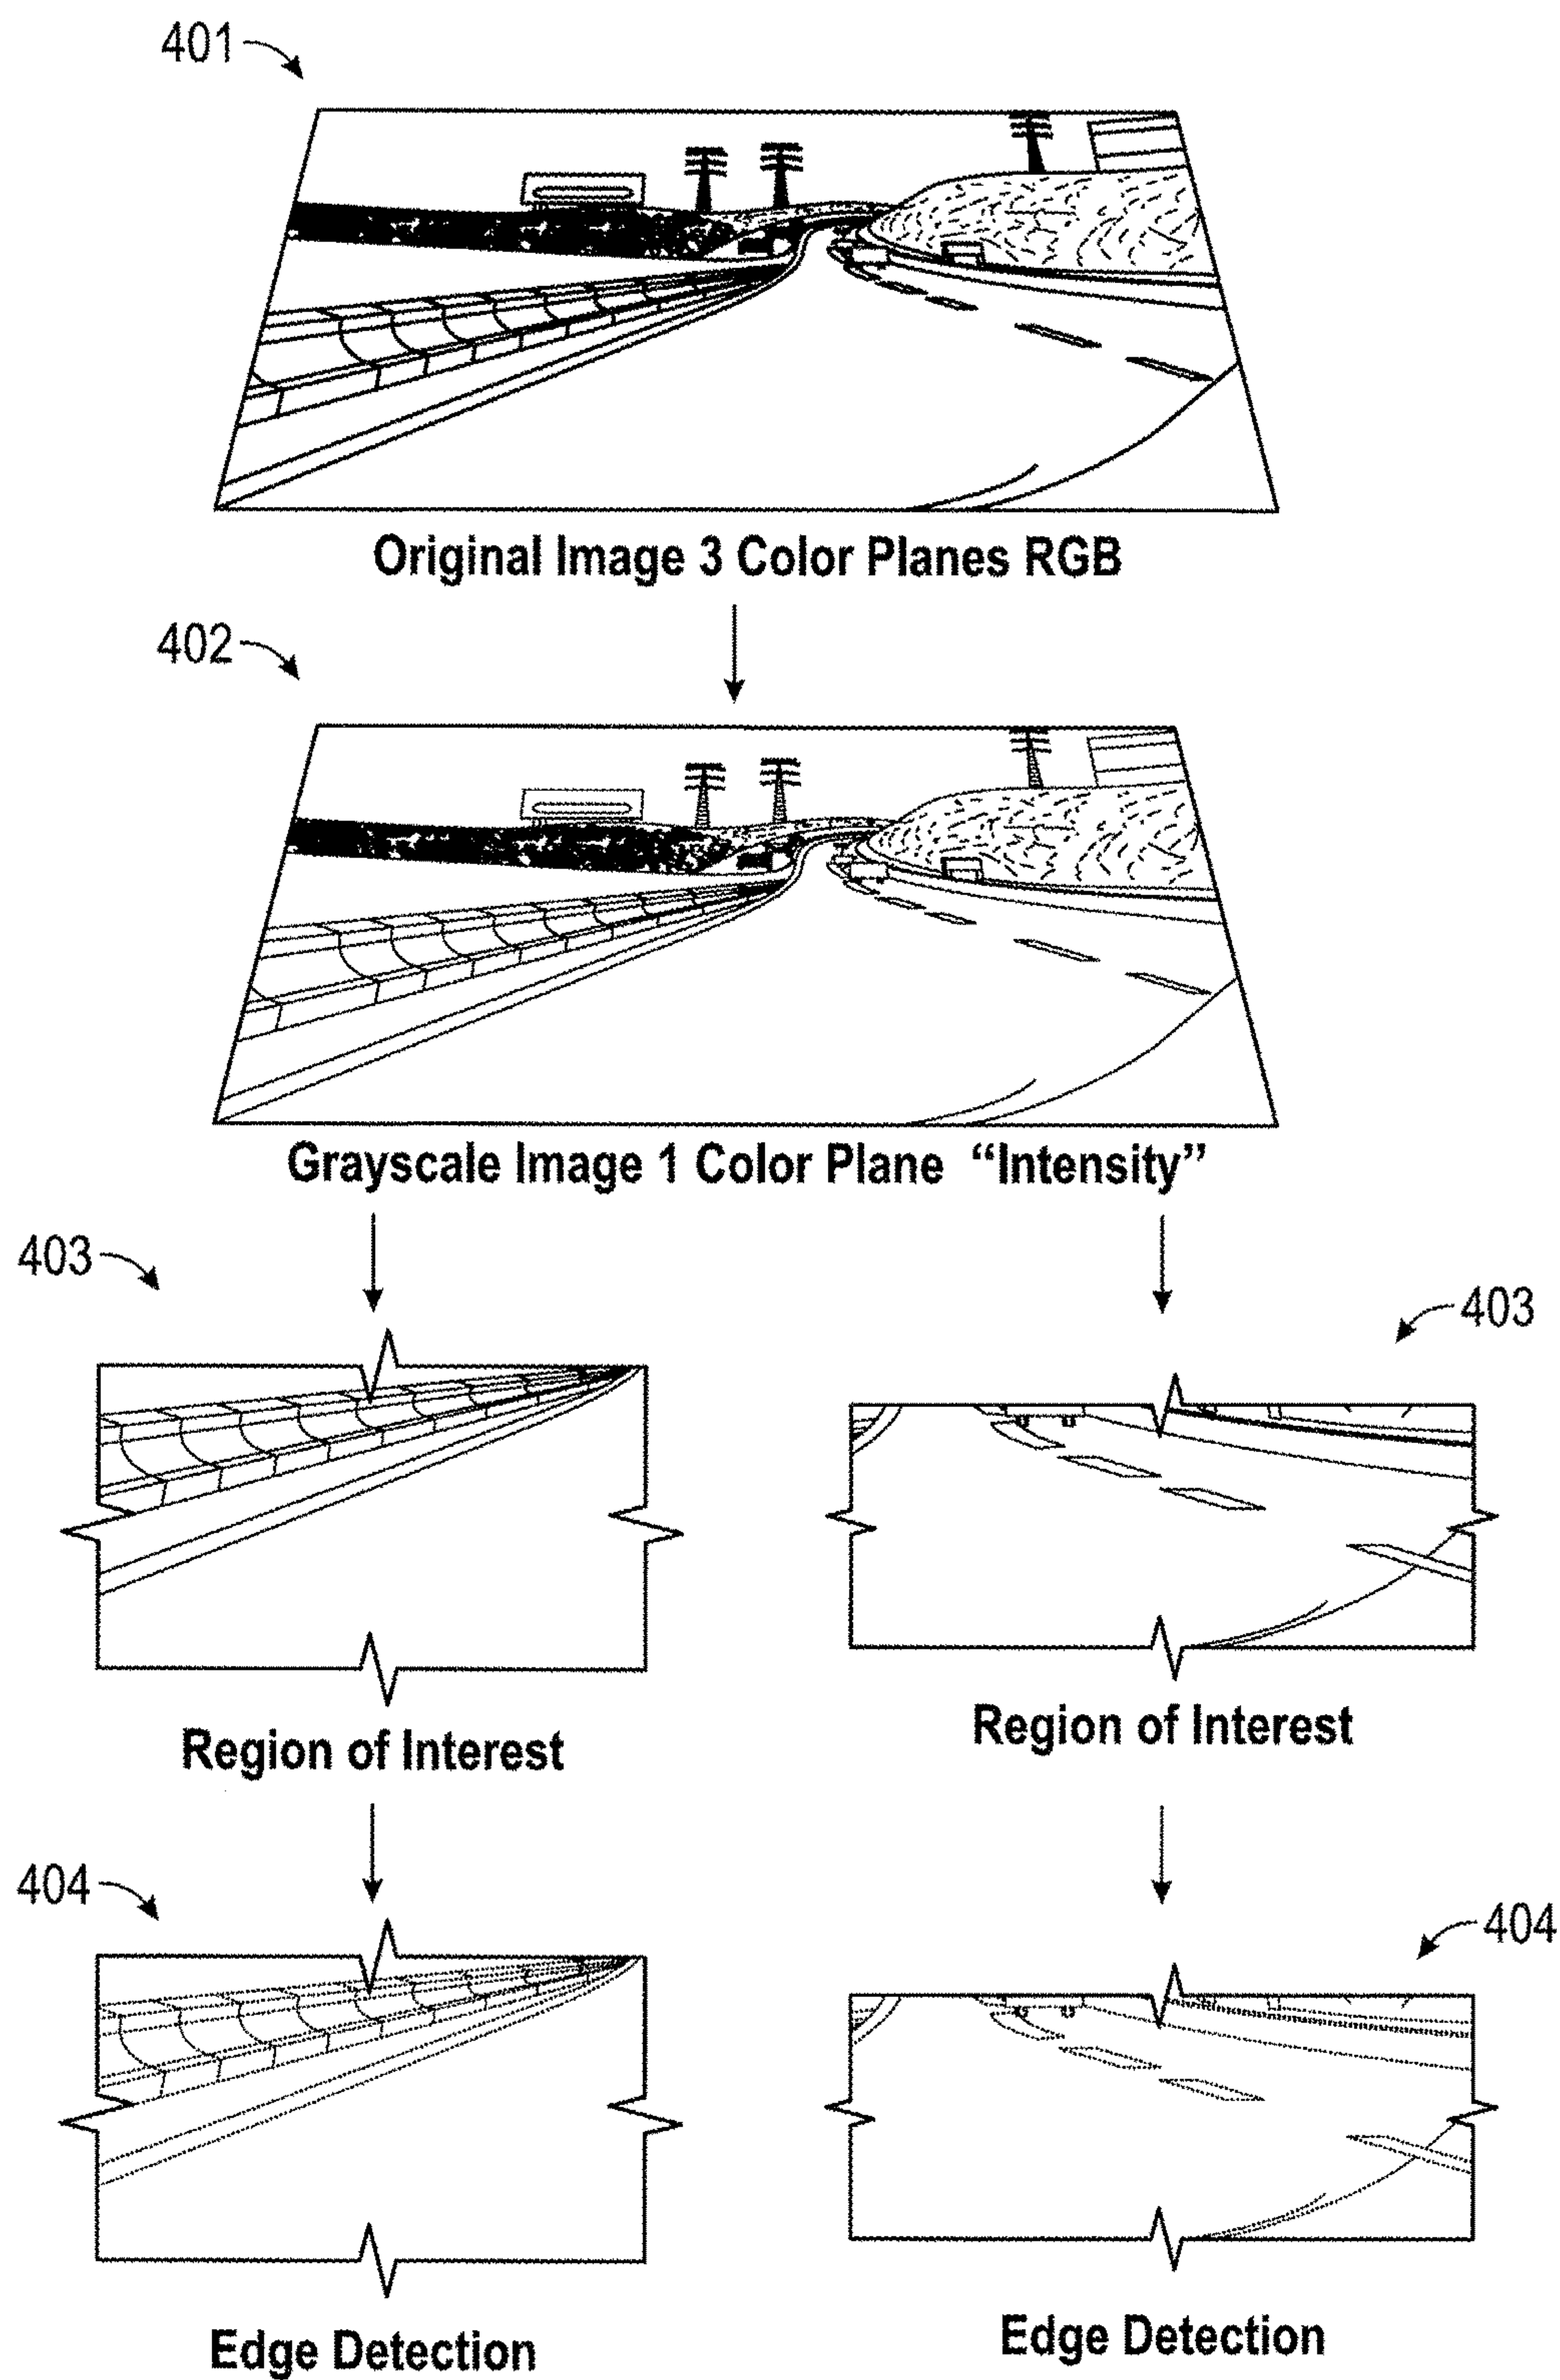 401
Original Image 3 Color Planes RGB
402
Grayscale Image 1 Color Plane “Intensity”
403
403
Region of Interest
Region of Interest
404
404
Edge Detection
Edge Detection